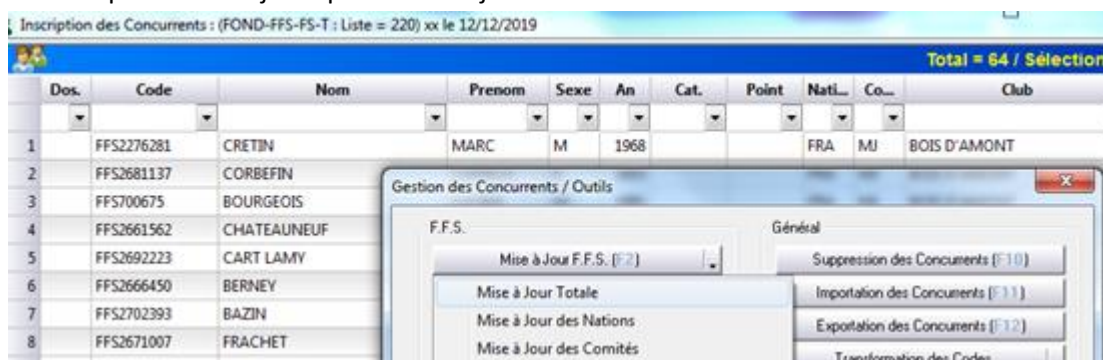 Inscription des Concurrents : (FOND-FFS-FS-T : Liste = 220) xx le 12/12/2019
Total = 64 / Sélection
Dos. Code Nom Prenom Sexe An Cat. Point Nati... Co... Club
1 FFS2276281 CRETIN MARC M 1968 FRA MJ BOIS D'AMONT
2 FFS2681137 CORBEFIN
3 FFS700675 BOURGEOIS
4 FFS2661562 CHATEAUNEUF
5 FFS2692223 CART LAMY
6 FFS2666450 BERNEY
7 FFS2702393 BAZIN
8 FFS2671007 FRACHET
Gestion des Concurrents / Outils
F.F.S. Général
Mise à Jour F.F.S. (F2) Suppression des Concurrents (F10)
Mise à Jour Totale Importation des Concurrents (F11)
Mise à Jour des Nations Exportation des Concurrents (F12)
Mise à Jour des Comités Transformation des Codes